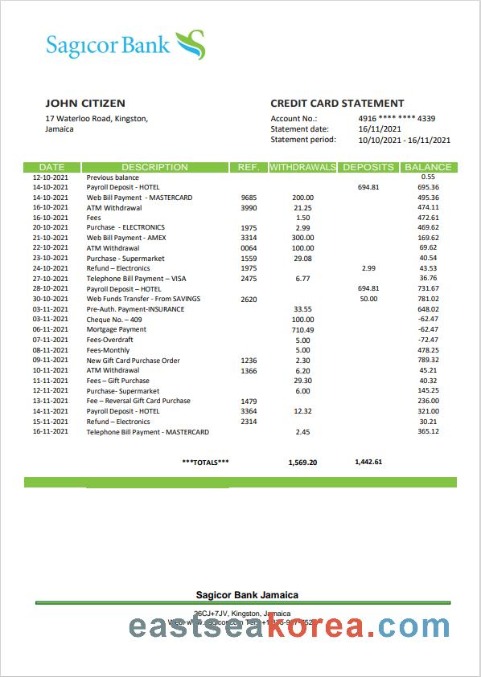 Sagicor Bank
JOHN CITIZEN
17 Waterloo Road, Kingston,
Jamaica
CREDIT CARD STATEMENT
Account No.: 4916 **** **** 4339
Statement date: 16/11/2021
Statement period: 10/10/2021 - 16/11/2021
DATE DESCRIPTION REF. WITHDRAWALS DEPOSITS BALANCE
12-10-2021 Previous balance 0.55
14-10-2021 Payroll Deposit - HOTEL 694.81 695.36
14-10-2021 Web Bill Payment - MASTERCARD 9685 200.00 495.36
16-10-2021 ATM Withdrawal 3990 21.25 474.11
16-10-2021 Fees 1.50 472.61
20-10-2021 Purchase - ELECTRONICS 1975 2.99 469.62
21-10-2021 Web Bill Payment - AMEX 3314 300.00 169.62
22-10-2021 ATM Withdrawal 0064 100.00 69.62
23-10-2021 Purchase - Supermarket 1559 29.08 40.54
24-10-2021 Refund – Electronics 1975 2.99 43.53
27-10-2021 Telephone Bill Payment – VISA 2475 6.77 36.76
28-10-2021 Payroll Deposit – HOTEL 694.81 731.67
30-10-2021 Web Funds Transfer - From SAVINGS 2620 50.00 781.02
03-11-2021 Pre-Auth. Payment-INSURANCE 33.55 648.02
03-11-2021 Cheque No. – 409 100.00 -62.47
06-11-2021 Mortgage Payment 710.49 -62.47
07-11-2021 Fees-Overdraft 5.00 -72.47
08-11-2021 Fees-Monthly 5.00 478.25
09-11-2021 New Gift Card Purchase Order 1236 2.30 789.32
10-11-2021 ATM Withdrawal 1366 6.20 45.21
11-11-2021 Fees – Gift Purchase 29.30 40.32
12-11-2021 Purchase- Supermarket 6.00 145.25
13-11-2021 Fee – Reversal Gift Card Purchase 1479 236.00
14-11-2021 Payroll Deposit - HOTEL 3364 12.32 321.00
15-11-2021 Refund – Electronics 2314 30.21
16-11-2021 Telephone Bill Payment - MASTERCARD 2.45 365.12
***TOTALS*** 1,569.20 1,442.61
Sagicor Bank Jamaica
26CJ+7JV, Kingston, Jamaica
eastseakorea.com